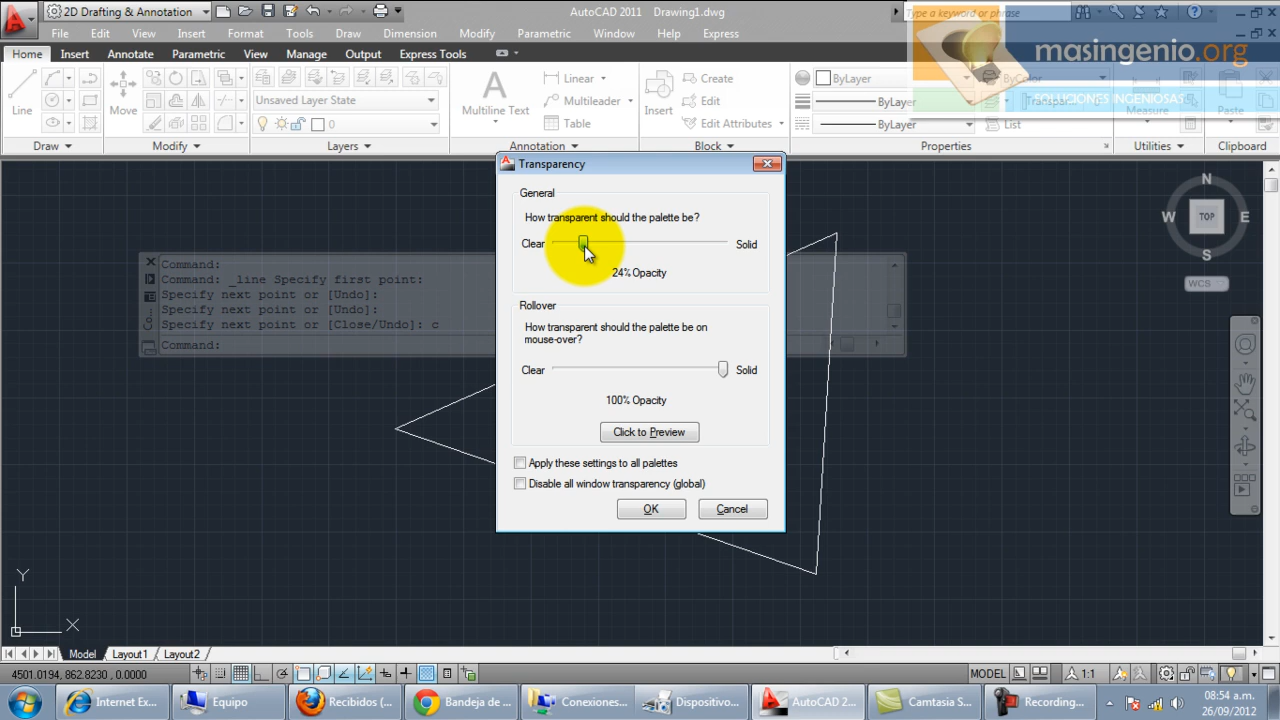 2D Drafting & Annotation
AutoCAD 2011 Drawing1.dwg
Type a keyword or phrase
File Edit View Insert Format Tools Draw Dimension Modify Parametric Window Help Express
masingenio.org
SOLUCIONES INGENIOSAS
Home Insert Annotate Parametric View Manage Output Express Tools
Line
Move
Unsaved Layer State
0
Multiline Text
Linear
Multileader
Table
Insert
Create
Edit
Edit Attributes
ByLayer
ByLayer
ByLayer
ByColor
Transpar...
List
Measure
Paste
Draw Modify Layers Annotation Block Properties Utilities Clipboard
Transparency
General
How transparent should the palette be?
Clear Solid
24% Opacity
Rollover
How transparent should the palette be on
mouse-over?
Clear Solid
100% Opacity
Click to Preview
Apply these settings to all palettes
Disable all window transparency (global)
OK Cancel
Command:
Command: _line Specify first point:
Specify next point or [Undo]:
Specify next point or [Undo]:
Specify next point or [Close/Undo]: c
Command:
N
W TOP E
S
WCS
Y
X
Model Layout1 Layout2
4501.0194, 862.8230, 0.0000
MODEL
1:1
Internet Ex...
Equipo
Recibidos (...
Bandeja de ...
Conexiones...
Dispositivo...
AutoCAD 2...
Camtasia S...
Recording...
08:54 a.m.
26/09/2012